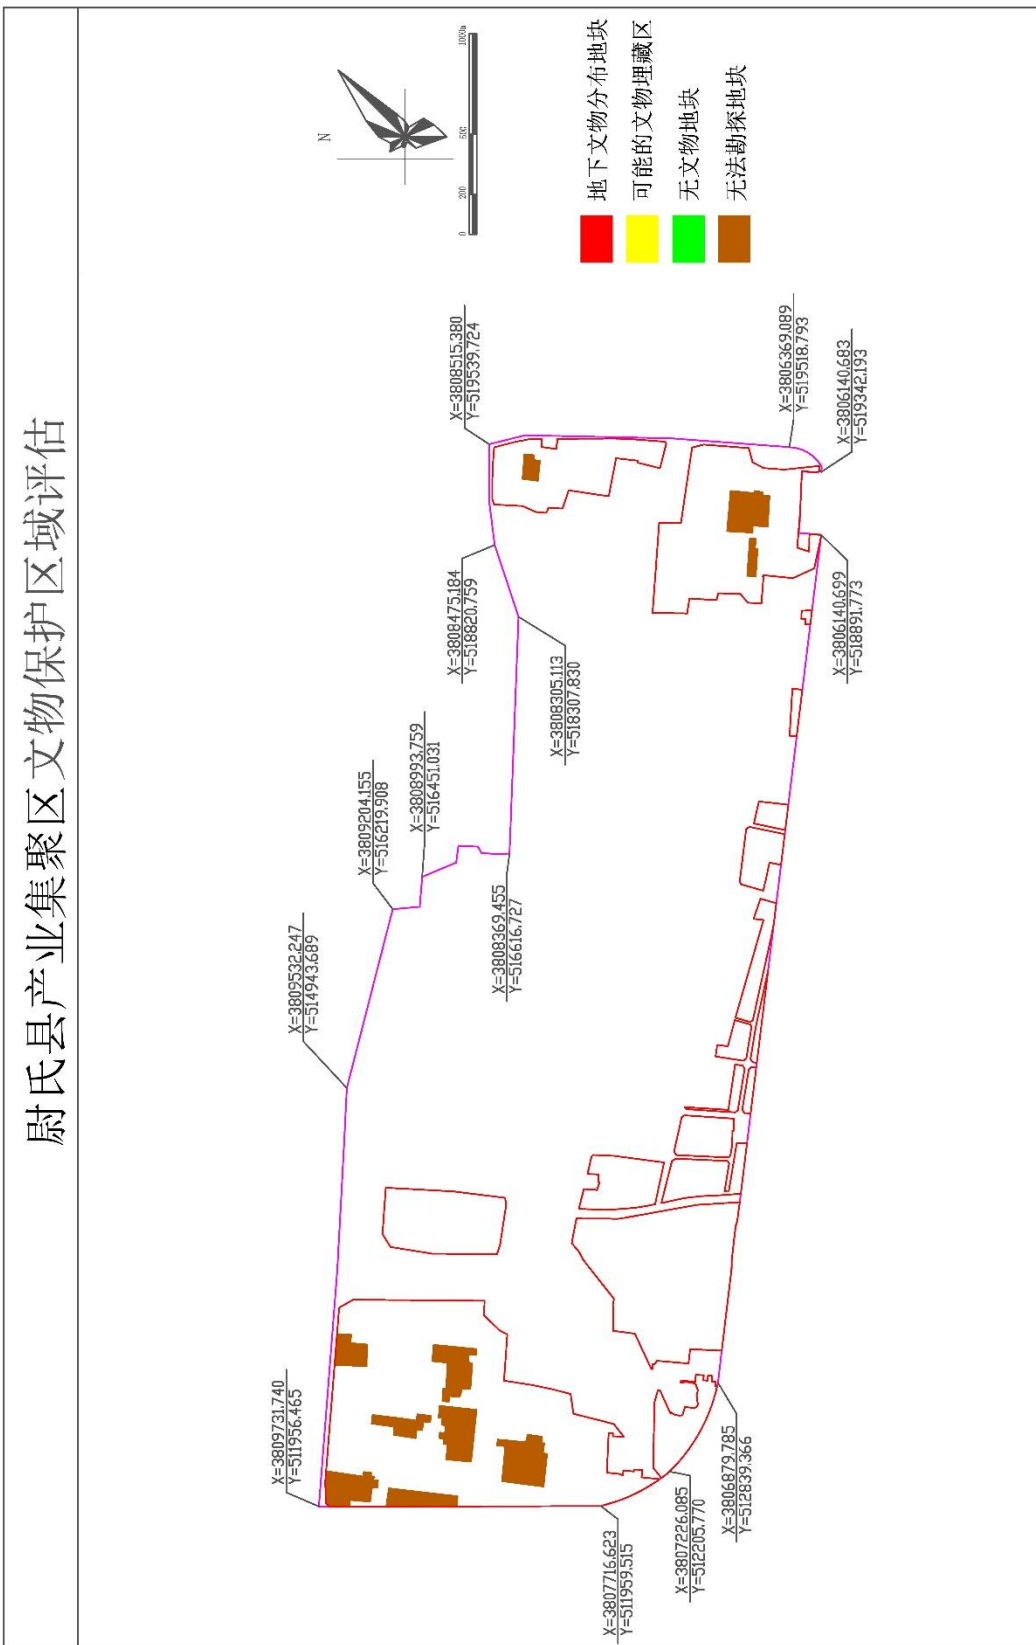 尉氏县产业集聚区文物保护区域评估
X=3809731.740
Y=511956.465
X=3809532.247
Y=514943.689
X=3809204.155
Y=516219.908
X=3808993.759
Y=516451.031
X=3808369.455
Y=516616.727
X=3808305.113
Y=518307.830
X=3808475.184
Y=518820.759
X=3808515.380
Y=519539.724
X=3806369.089
Y=519518.793
X=3806140.683
Y=519342.193
X=3806140.699
Y=518891.773
X=3806879.785
Y=512839.366
X=3807226.085
Y=512205.770
X=3807716.623
Y=511959.515
N
0 200 500 1000m
地下文物分布地块
可能的文物埋藏区
无文物地块
无法勘探地块